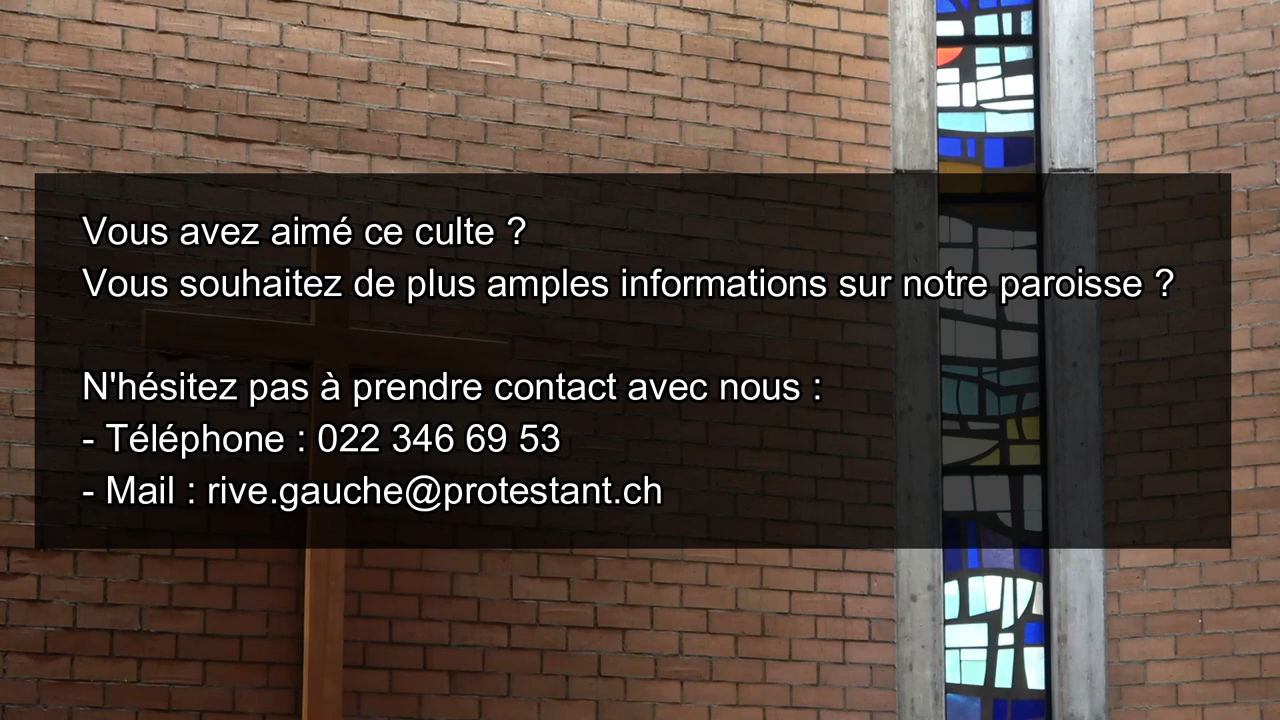 Vous avez aimé ce culte ?
Vous souhaitez de plus amples informations sur notre paroisse ?
N'hésitez pas à prendre contact avec nous :
- Téléphone : 022 346 69 53
- Mail : rive.gauche@protestant.ch